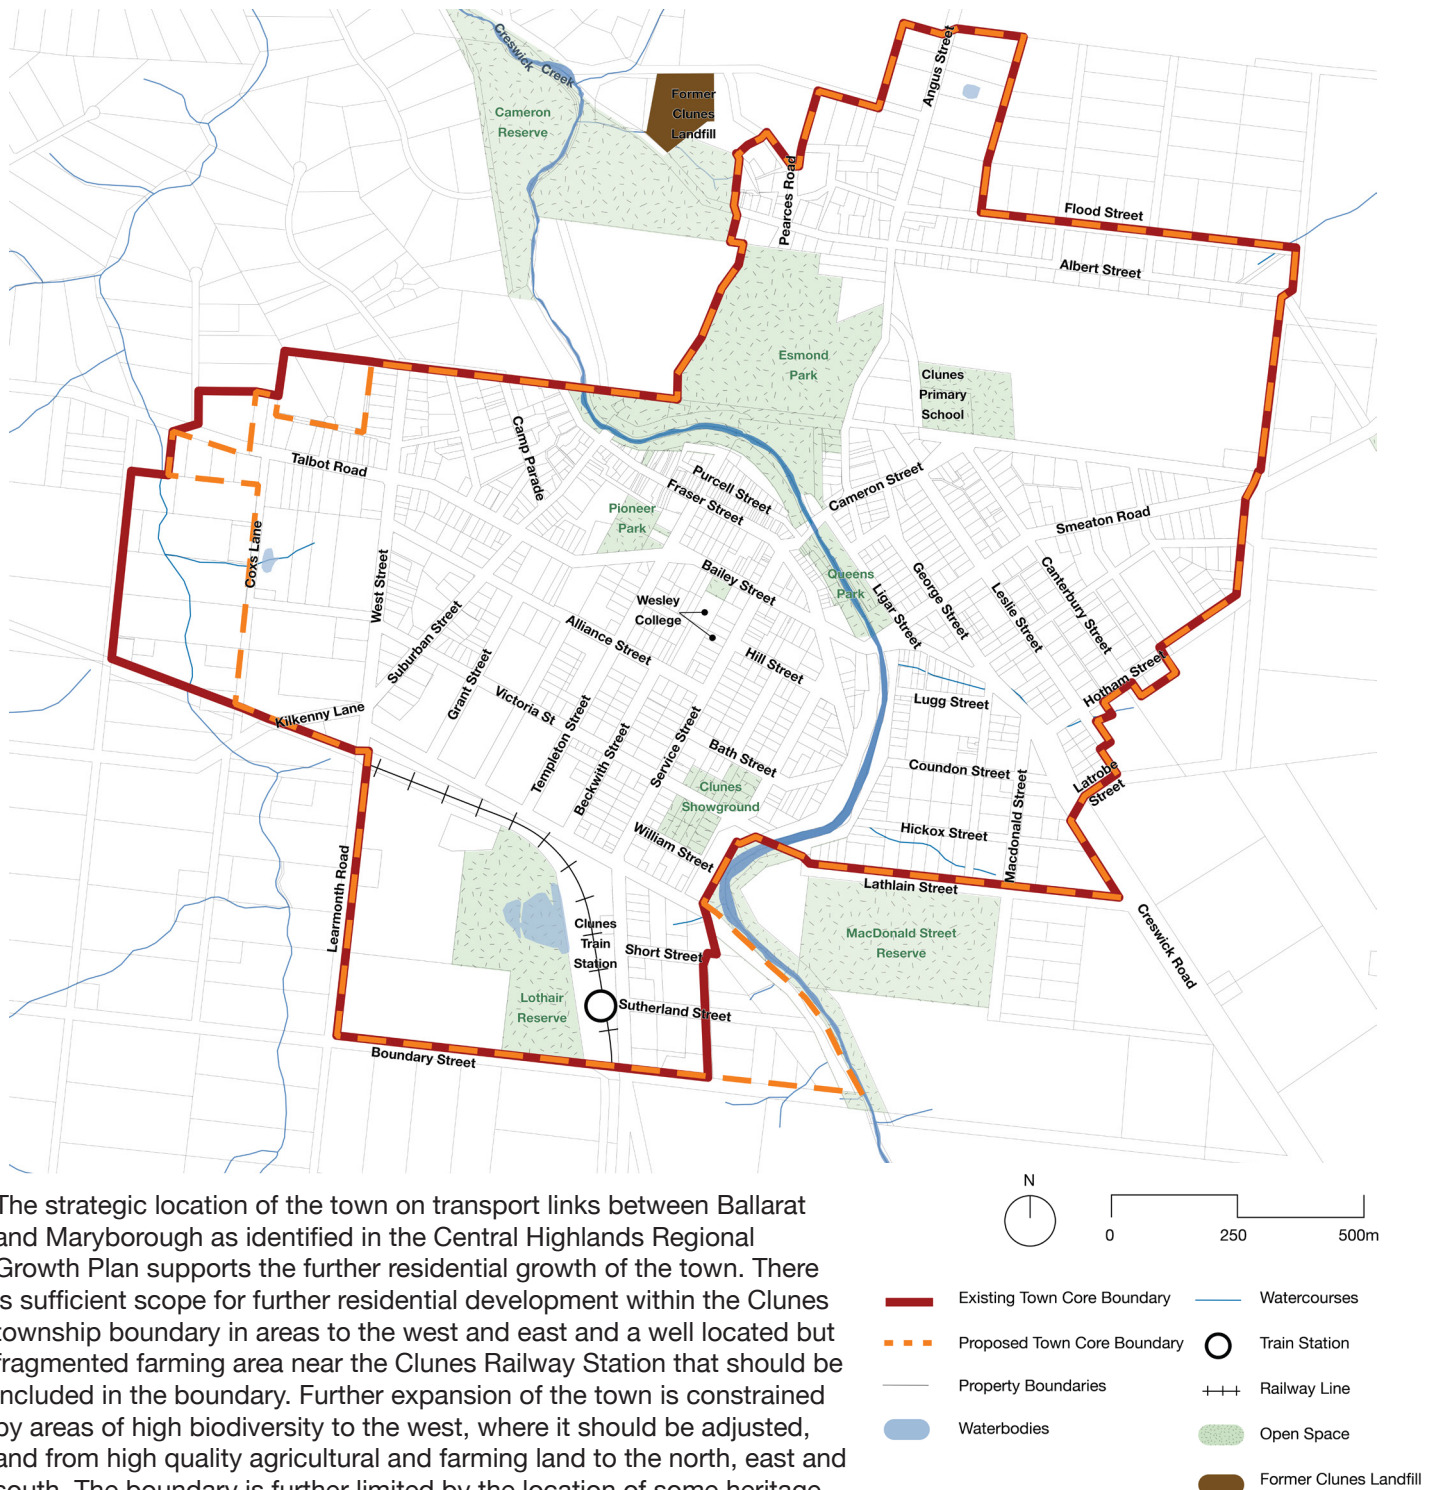 Creswick Creek
Former
Clunes
Landfill
Cameron
Reserve
Angus Street
Pearces Road
Flood Street
Albert Street
Esmond
Park
Clunes
Primary
School
Camp Parade
Talbot Road
Purcell Street
Fraser Street
Cameron Street
Pioneer
Park
Smeaton Road
Coxs Lane
West Street
Bailey Street
Queens
Park
Wesley
College
Ligar Street
George Street
Leslie Street
Canterbury Street
Suburban Street
Alliance Street
Hill Street
Hotham Street
Grant Street
Victoria St
Templeton Street
Beckwith Street
Service Street
Lugg Street
Kilkenny Lane
Bath Street
Coundon Street
Latrobe
Street
Clunes
Showground
Macdonald Street
Hickox Street
William Street
Lathlain Street
Learmonth Road
Clunes
Train
Station
Short Street
MacDonald Street
Reserve
Creswick Road
Lothair
Reserve
Sutherland Street
Boundary Street
The strategic location of the town on transport links between Ballarat
and Maryborough as identified in the Central Highlands Regional
Growth Plan supports the further residential growth of the town. There
is sufficient scope for further residential development within the Clunes
township boundary in areas to the west and east and a well located but
fragmented farming area near the Clunes Railway Station that should be
included in the boundary. Further expansion of the town is constrained
by areas of high biodiversity to the west, where it should be adjusted,
and from high quality agricultural and farming land to the north, east and
south. The boundary is further limited by the location of some heritage
N
0 250 500m
Existing Town Core Boundary
Proposed Town Core Boundary
Property Boundaries
Waterbodies
Watercourses
Train Station
Railway Line
Open Space
Former Clunes Landfill